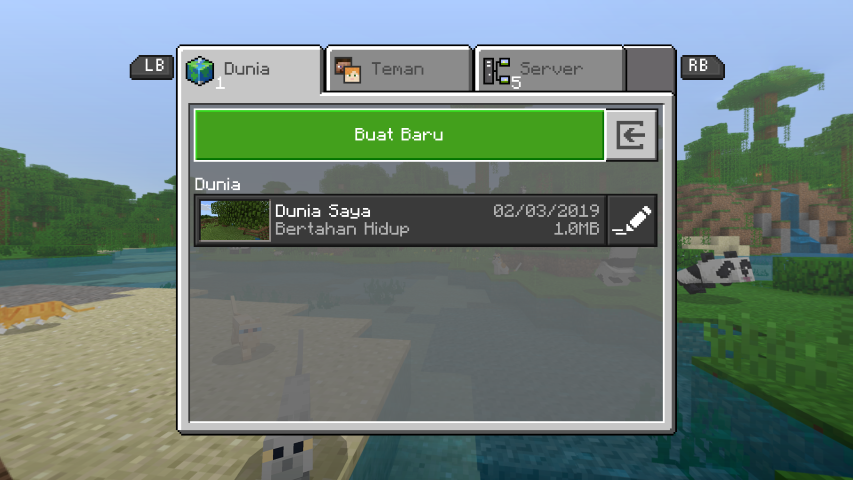 LB
Dunia
1
Teman
Server
5
RB
Buat Baru
Dunia
Dunia Saya 02/03/2019
Bertahan Hidup 1.0MB